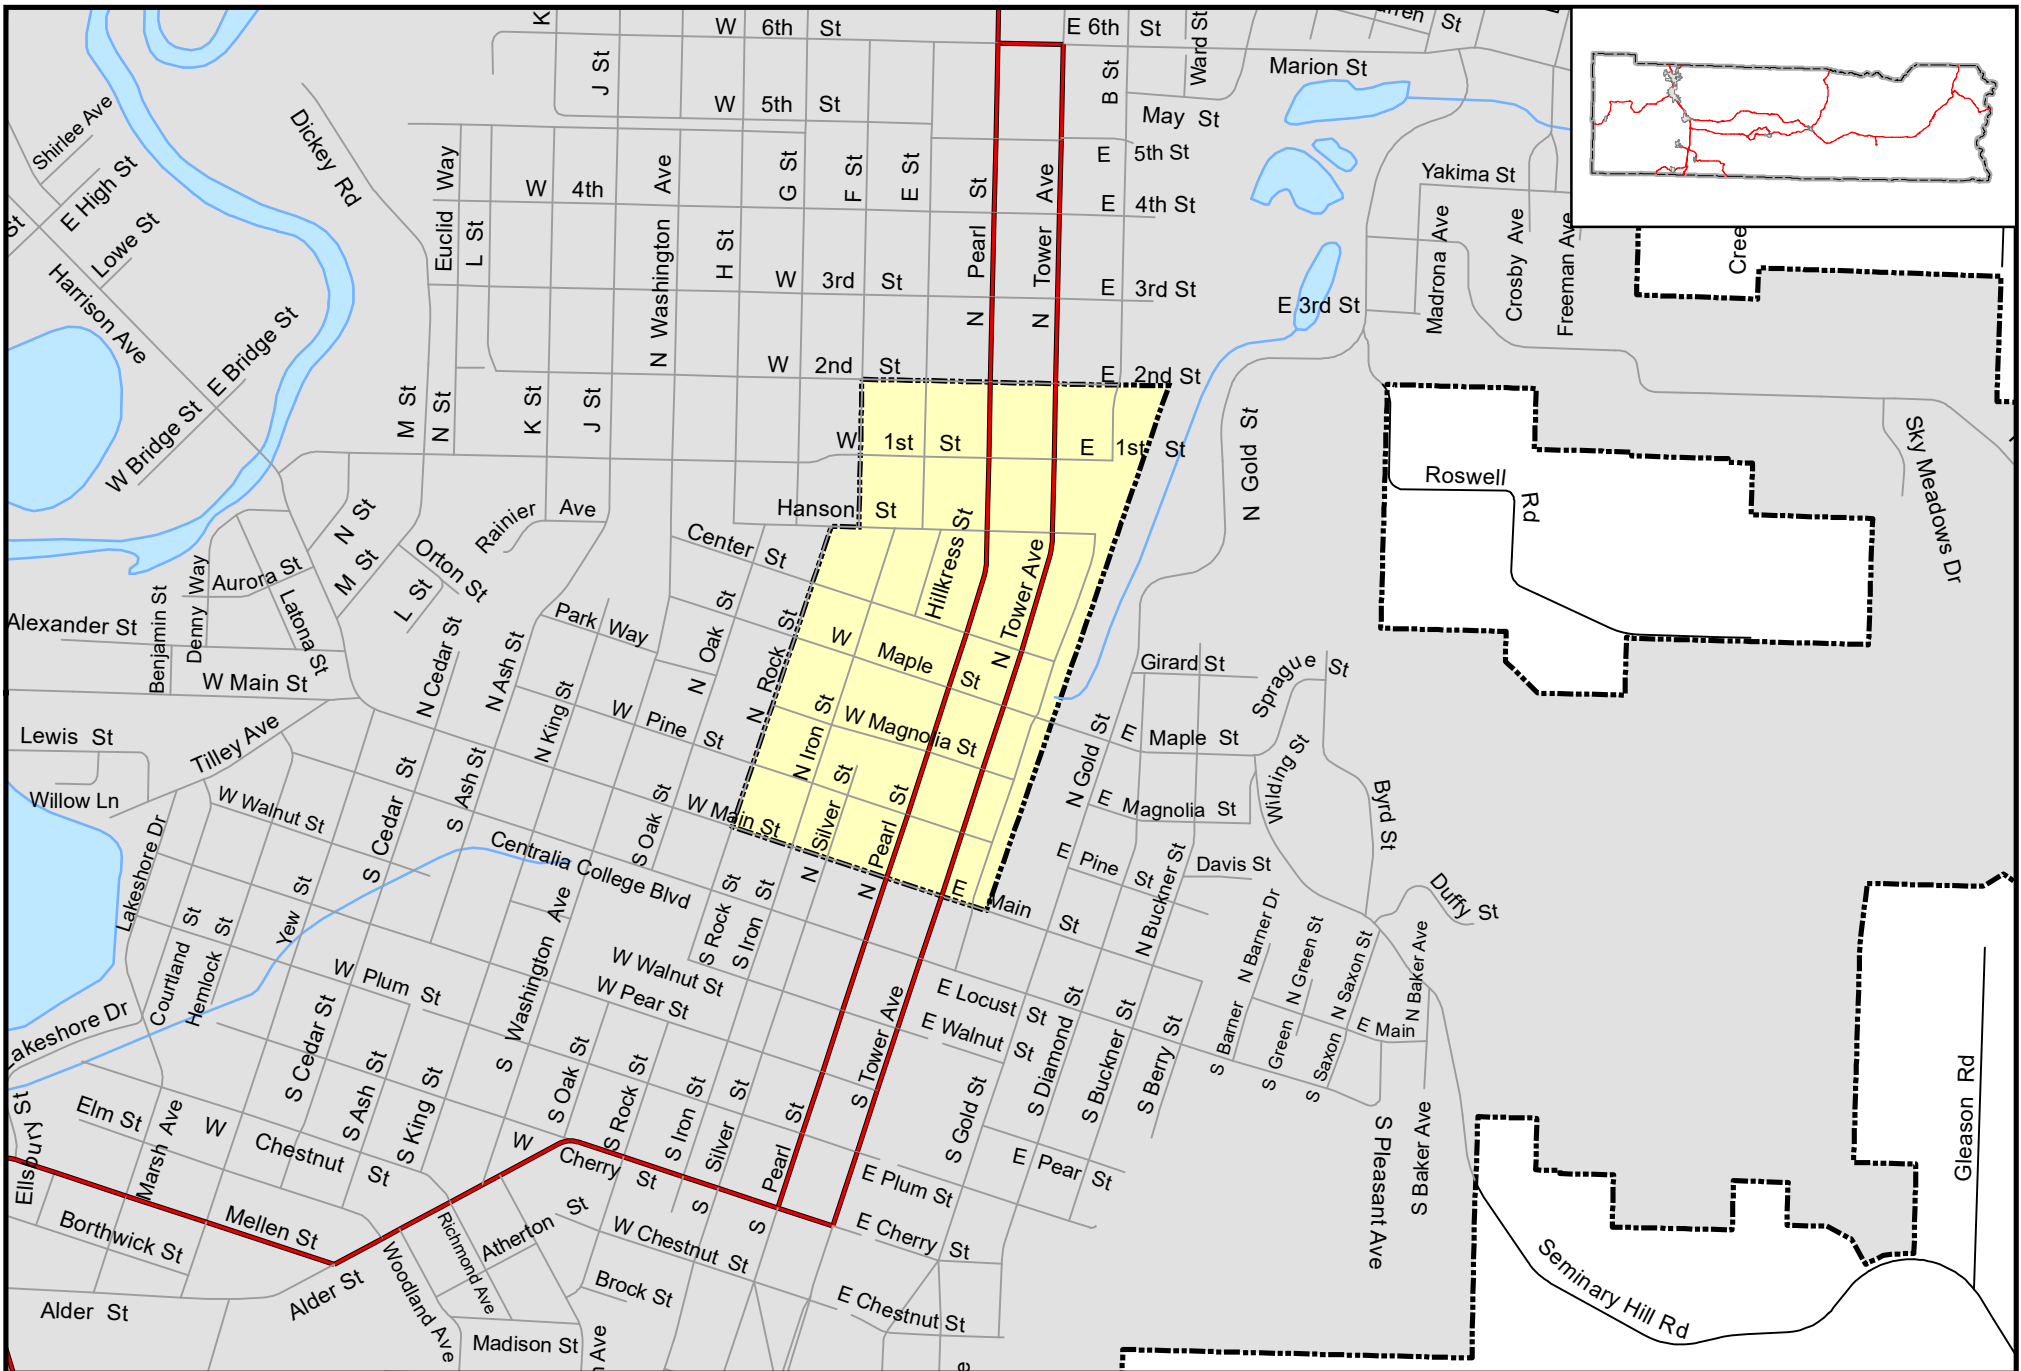 K
W 6th St
E 6th St
Ward St
St
J St
B St
Marion St
W 5th St
May St
Shirlee Ave
Dickey Rd
E 5th St
E High St
Euclid Way
L St
W 4th
Ave
G St
F St
E St
St
Ave
E 4th St
Yakima St
St
Lowe St
N Washington
H St
N Pearl
N Tower
Madrona Ave
Crosby Ave
Freeman Ave
Cree
Harrison Ave
W 3rd St
E 3rd St
E 3rd St
E Bridge St
W Bridge St
W 2nd St
E 2nd St
M St
N St
K St
J St
W 1st St
E 1st St
N Gold St
Sky Meadows Dr
Roswell Rd
Hanson St
N St
Rainier Ave
Center St
Hillkress St
N Tower Ave
Orton St
M St
L St
Aurora St
Denny Way
Benjamin St
Latona St
Alexander St
W Main St
N Cedar St
N Ash St
Park Way
N Oak St
N Rock St
W Maple St
Girard St
Sprague St
N King St
W Pine St
N Iron St
W Magnolia St
N Gold St
E Maple St
Lewis St
Tilley Ave
Willow Ln
W Walnut St
S Cedar St
S Ash St
S Oak St
W Main St
N Silver St
N Pearl St
Wilding St
Byrd St
E Magnolia St
Lakeshore Dr
Centralia College Blvd
E Main St
E Pine St
N Buckner St
Davis St
Duffy St
Courtland St
Hemlock St
Yew St
S Washington Ave
S Rock St
S Iron St
N Barner Dr
N Green St
N Saxon St
N Baker Ave
W Plum St
W Walnut St
W Pear St
E Locust St
E Walnut St
Lakeshore Dr
S Cedar St
S Ash St
S King St
S Oak St
S Rock St
S Iron St
S Silver St
S Pearl St
S Tower Ave
S Gold St
S Diamond St
S Buckner St
S Berry St
S Barner
S Green
S Saxon
E Main
Ellsbury St
Elm St
Marsh Ave
W Chestnut St
W Cherry St
E Plum St
E Pear St
S Pleasant Ave
S Baker Ave
Gleason Rd
Borthwick St
Mellen St
Richmond Ave
Atherton St
W Chestnut St
E Cherry St
Alder St
Alder St
Woodland Ave
Brock St
Madison St
E Chestnut St
Seminary Hill Rd
Ave
e